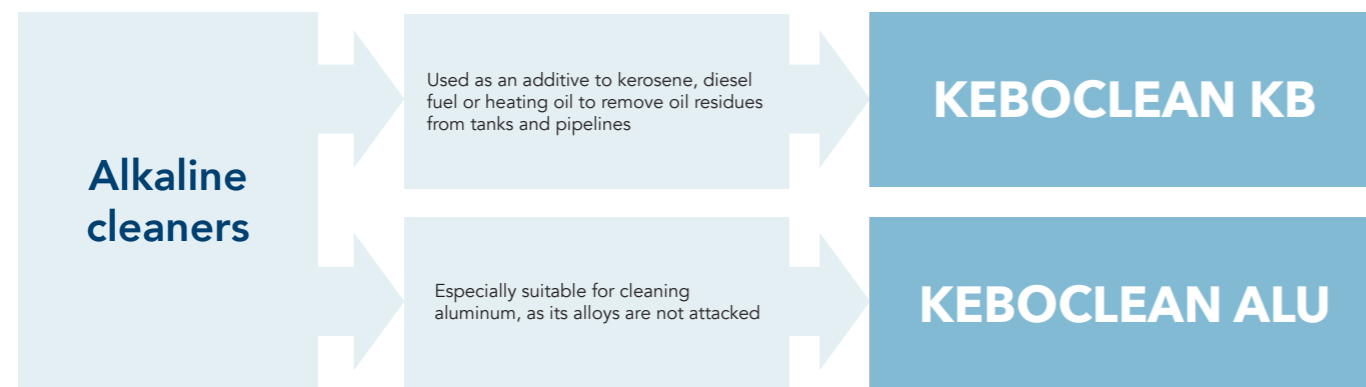 Alkaline
cleaners
Used as an additive to kerosene, diesel
fuel or heating oil to remove oil residues
from tanks and pipelines
KEBOCLEAN KB
Especially suitable for cleaning
aluminum, as its alloys are not attacked
KEBOCLEAN ALU